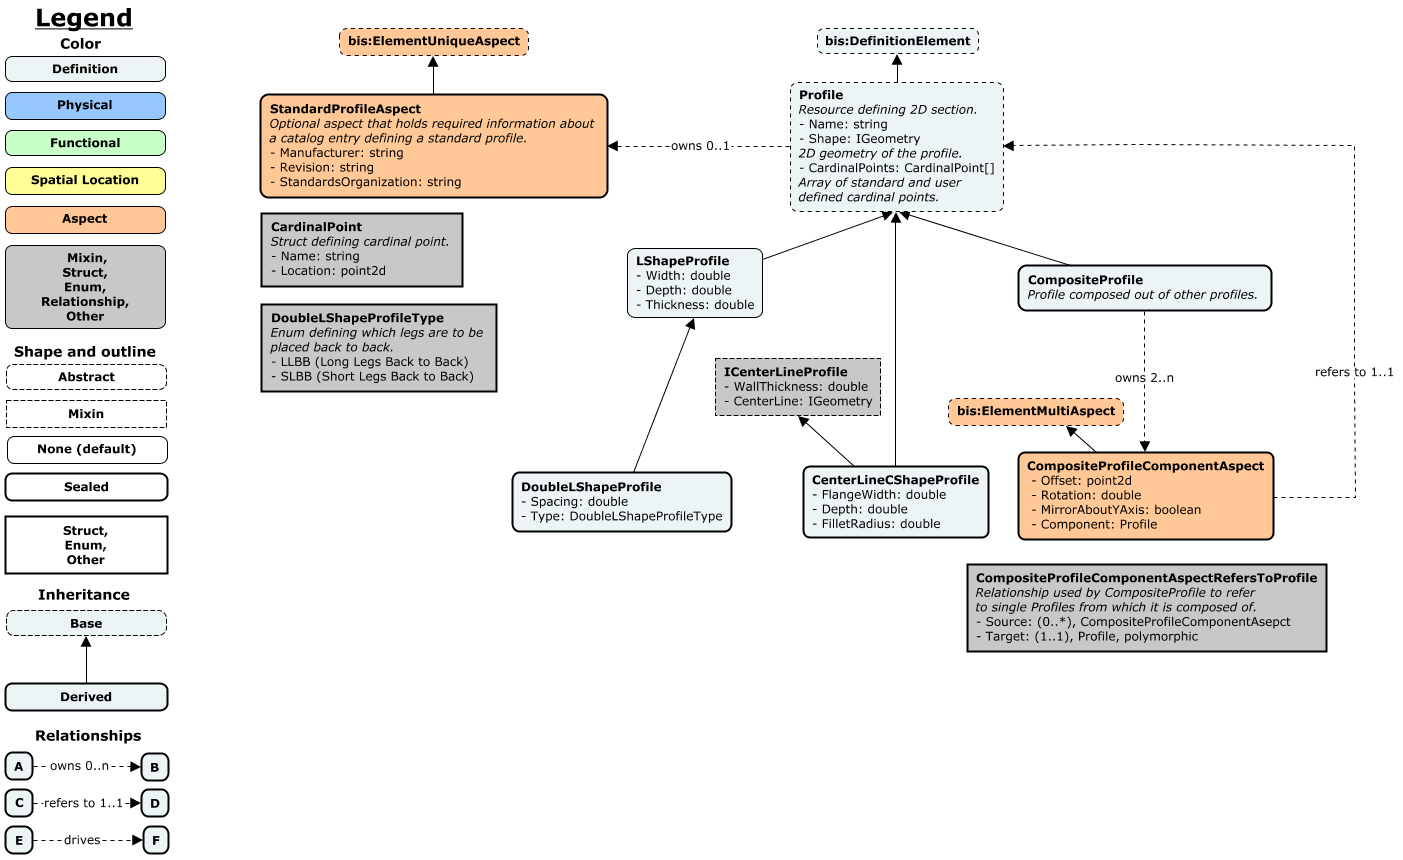 Legend
Color
Definition
Physical
Functional
Spatial Location
Aspect
Mixin,
Struct,
Enum,
Relationship,
Other
Shape and outline
Abstract
Mixin
None (default)
Sealed
Struct,
Enum,
Other
Inheritance
Base
Derived
Relationships
A owns 0..n B
C refers to 1..1 D
E drives F
bis:ElementUniqueAspect
StandardProfileAspect
Optional aspect that holds required information about
a catalog entry defining a standard profile.
- Manufacturer: string
- Revision: string
- StandardsOrganization: string
owns 0..1
bis:DefinitionElement
Profile
Resource defining 2D section.
- Name: string
- Shape: IGeometry
2D geometry of the profile.
- CardinalPoints: CardinalPoint[]
Array of standard and user
defined cardinal points.
CardinalPoint
Struct defining cardinal point.
- Name: string
- Location: point2d
DoubleLShapeProfileType
Enum defining which legs are to be
placed back to back.
- LLBB (Long Legs Back to Back)
- SLBB (Short Legs Back to Back)
LShapeProfile
- Width: double
- Depth: double
- Thickness: double
CompositeProfile
Profile composed out of other profiles.
ICenterLineProfile
- WallThickness: double
- CenterLine: IGeometry
owns 2..n
refers to 1..1
bis:ElementMultiAspect
DoubleLShapeProfile
- Spacing: double
- Type: DoubleLShapeProfileType
CenterLineCShapeProfile
- FlangeWidth: double
- Depth: double
- FilletRadius: double
CompositeProfileComponentAspect
- Offset: point2d
- Rotation: double
- MirrorAboutYAxis: boolean
- Component: Profile
CompositeProfileComponentAspectRefersToProfile
Relationship used by CompositeProfile to refer
to single Profiles from which it is composed of.
- Source: (0..*), CompositeProfileComponentAsepct
- Target: (1..1), Profile, polymorphic